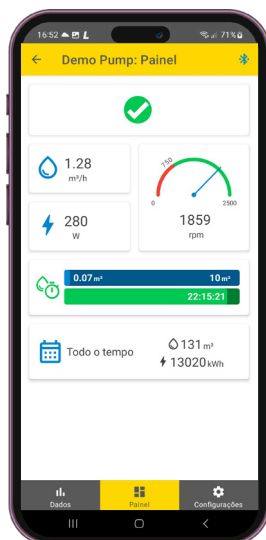 16:52 71%
Demo Pump: Painel
1.28
m³/h
280
W
750
0 2500
1859
rpm
0.07 m³ 10 m³
22:15:21
Todo o tempo
131 m³
13020 kWh
Dados Painel Configurações